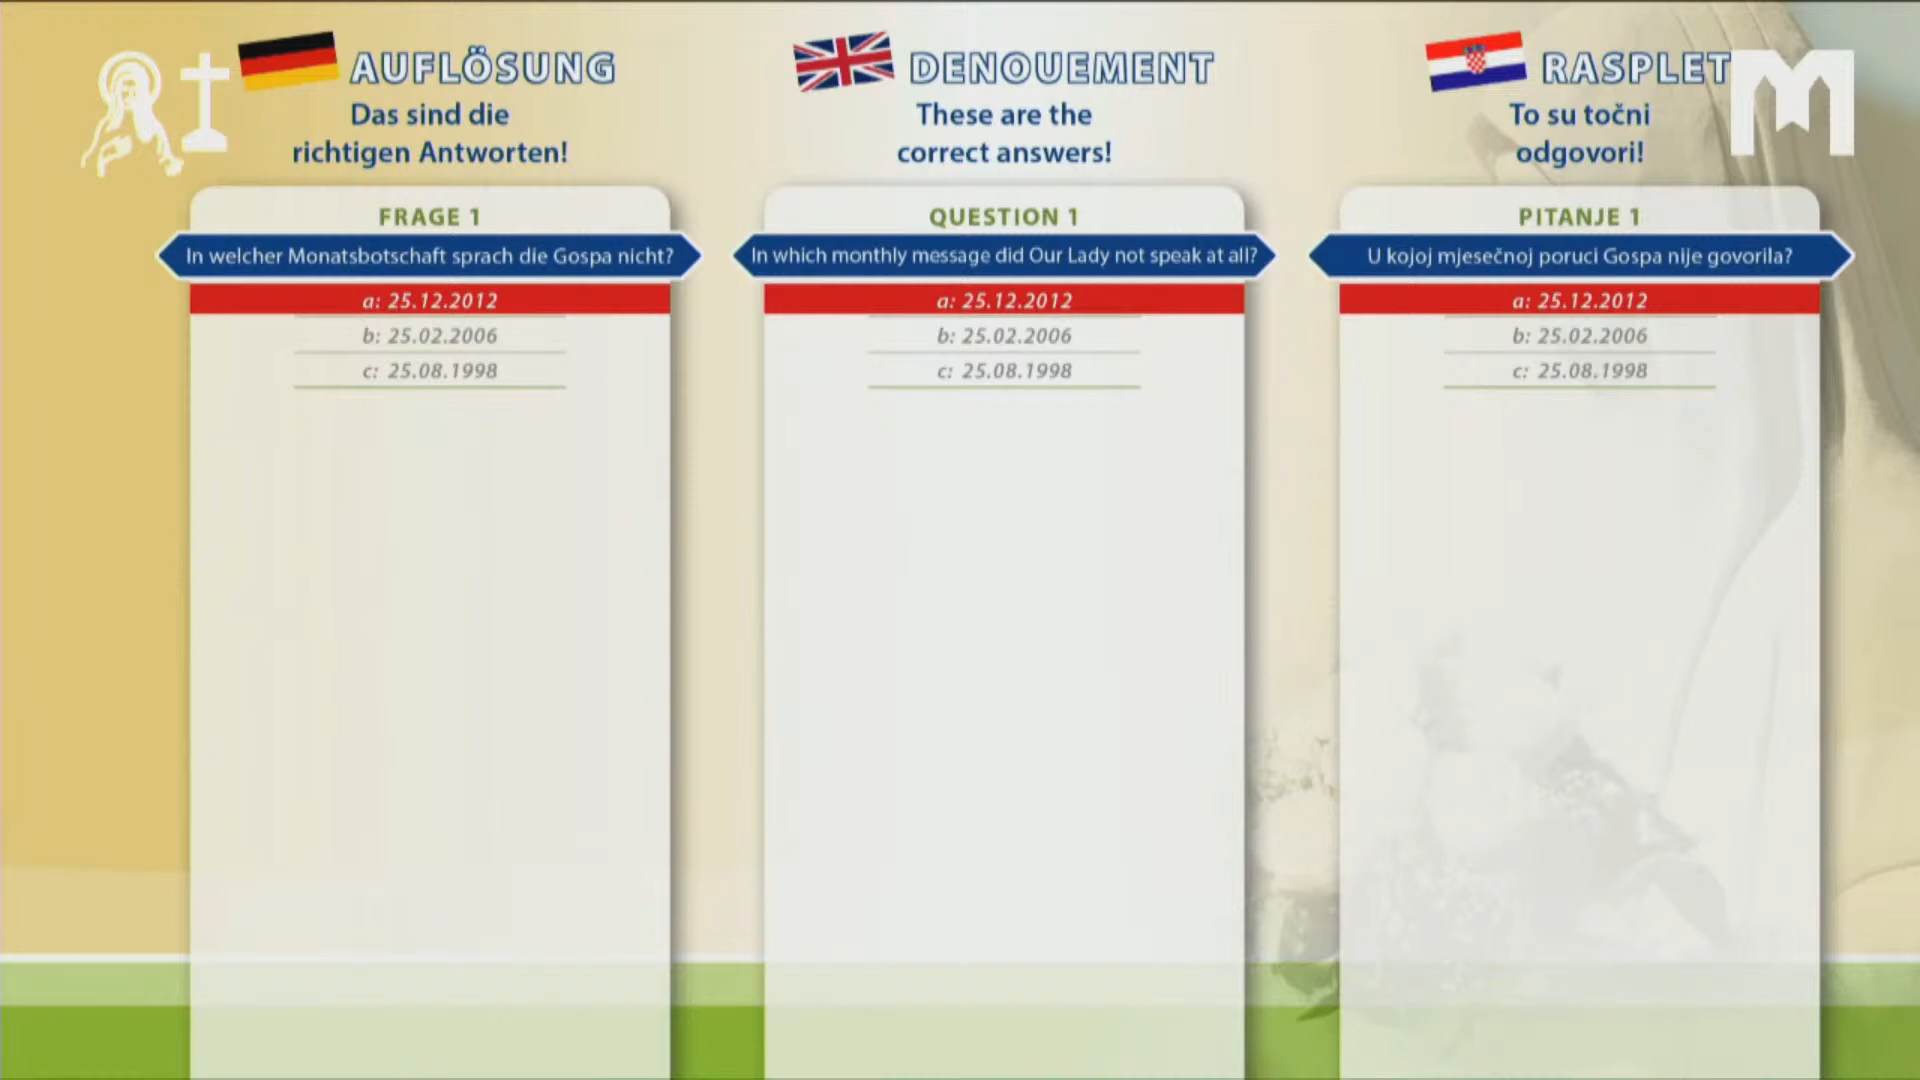 AUFLÖSUNG
Das sind die
richtigen Antworten!
FRAGE 1
In welcher Monatsbotschaft sprach die Gospa nicht?
a: 25.12.2012
b: 25.02.2006
c: 25.08.1998
DENOUEMENT
These are the
correct answers!
QUESTION 1
In which monthly message did Our Lady not speak at all?
a: 25.12.2012
b: 25.02.2006
c: 25.08.1998
RASPLET
To su točni
odgovori!
PITANJE 1
U kojoj mjesečnoj poruci Gospa nije govorila?
a: 25.12.2012
b: 25.02.2006
c: 25.08.1998
M